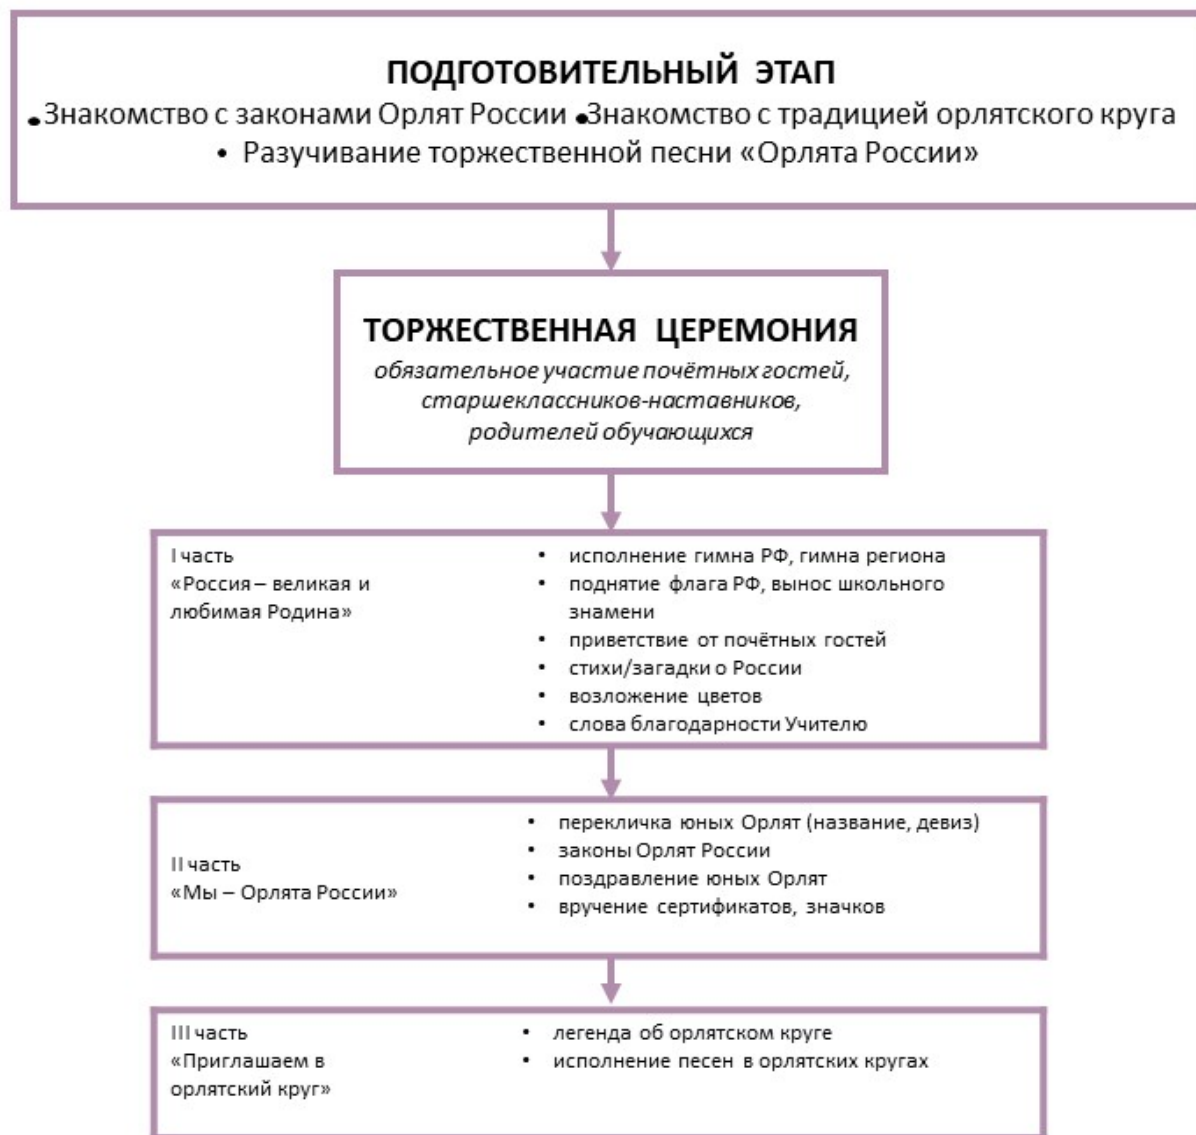 ПОДГОТОВИТЕЛЬНЫЙ ЭТАП
•Знакомство с законами Орлят России •Знакомство с традицией орлятского круга
• Разучивание торжественной песни «Орлята России»
ТОРЖЕСТВЕННАЯ ЦЕРЕМОНИЯ
обязательное участие почётных гостей,
старшеклассников-наставников,
родителей обучающихся
I часть
«Россия – великая и
любимая Родина»
• исполнение гимна РФ, гимна региона
• поднятие флага РФ, вынос школьного
знамени
• приветствие от почётных гостей
• стихи/загадки о России
• возложение цветов
• слова благодарности Учителю
II часть
«Мы – Орлята России»
• перекличка юных Орлят (название, девиз)
• законы Орлят России
• поздравление юных Орлят
• вручение сертификатов, значков
III часть
«Приглашаем в
орлятский круг»
• легенда об орлятском круге
• исполнение песен в орлятских кругах